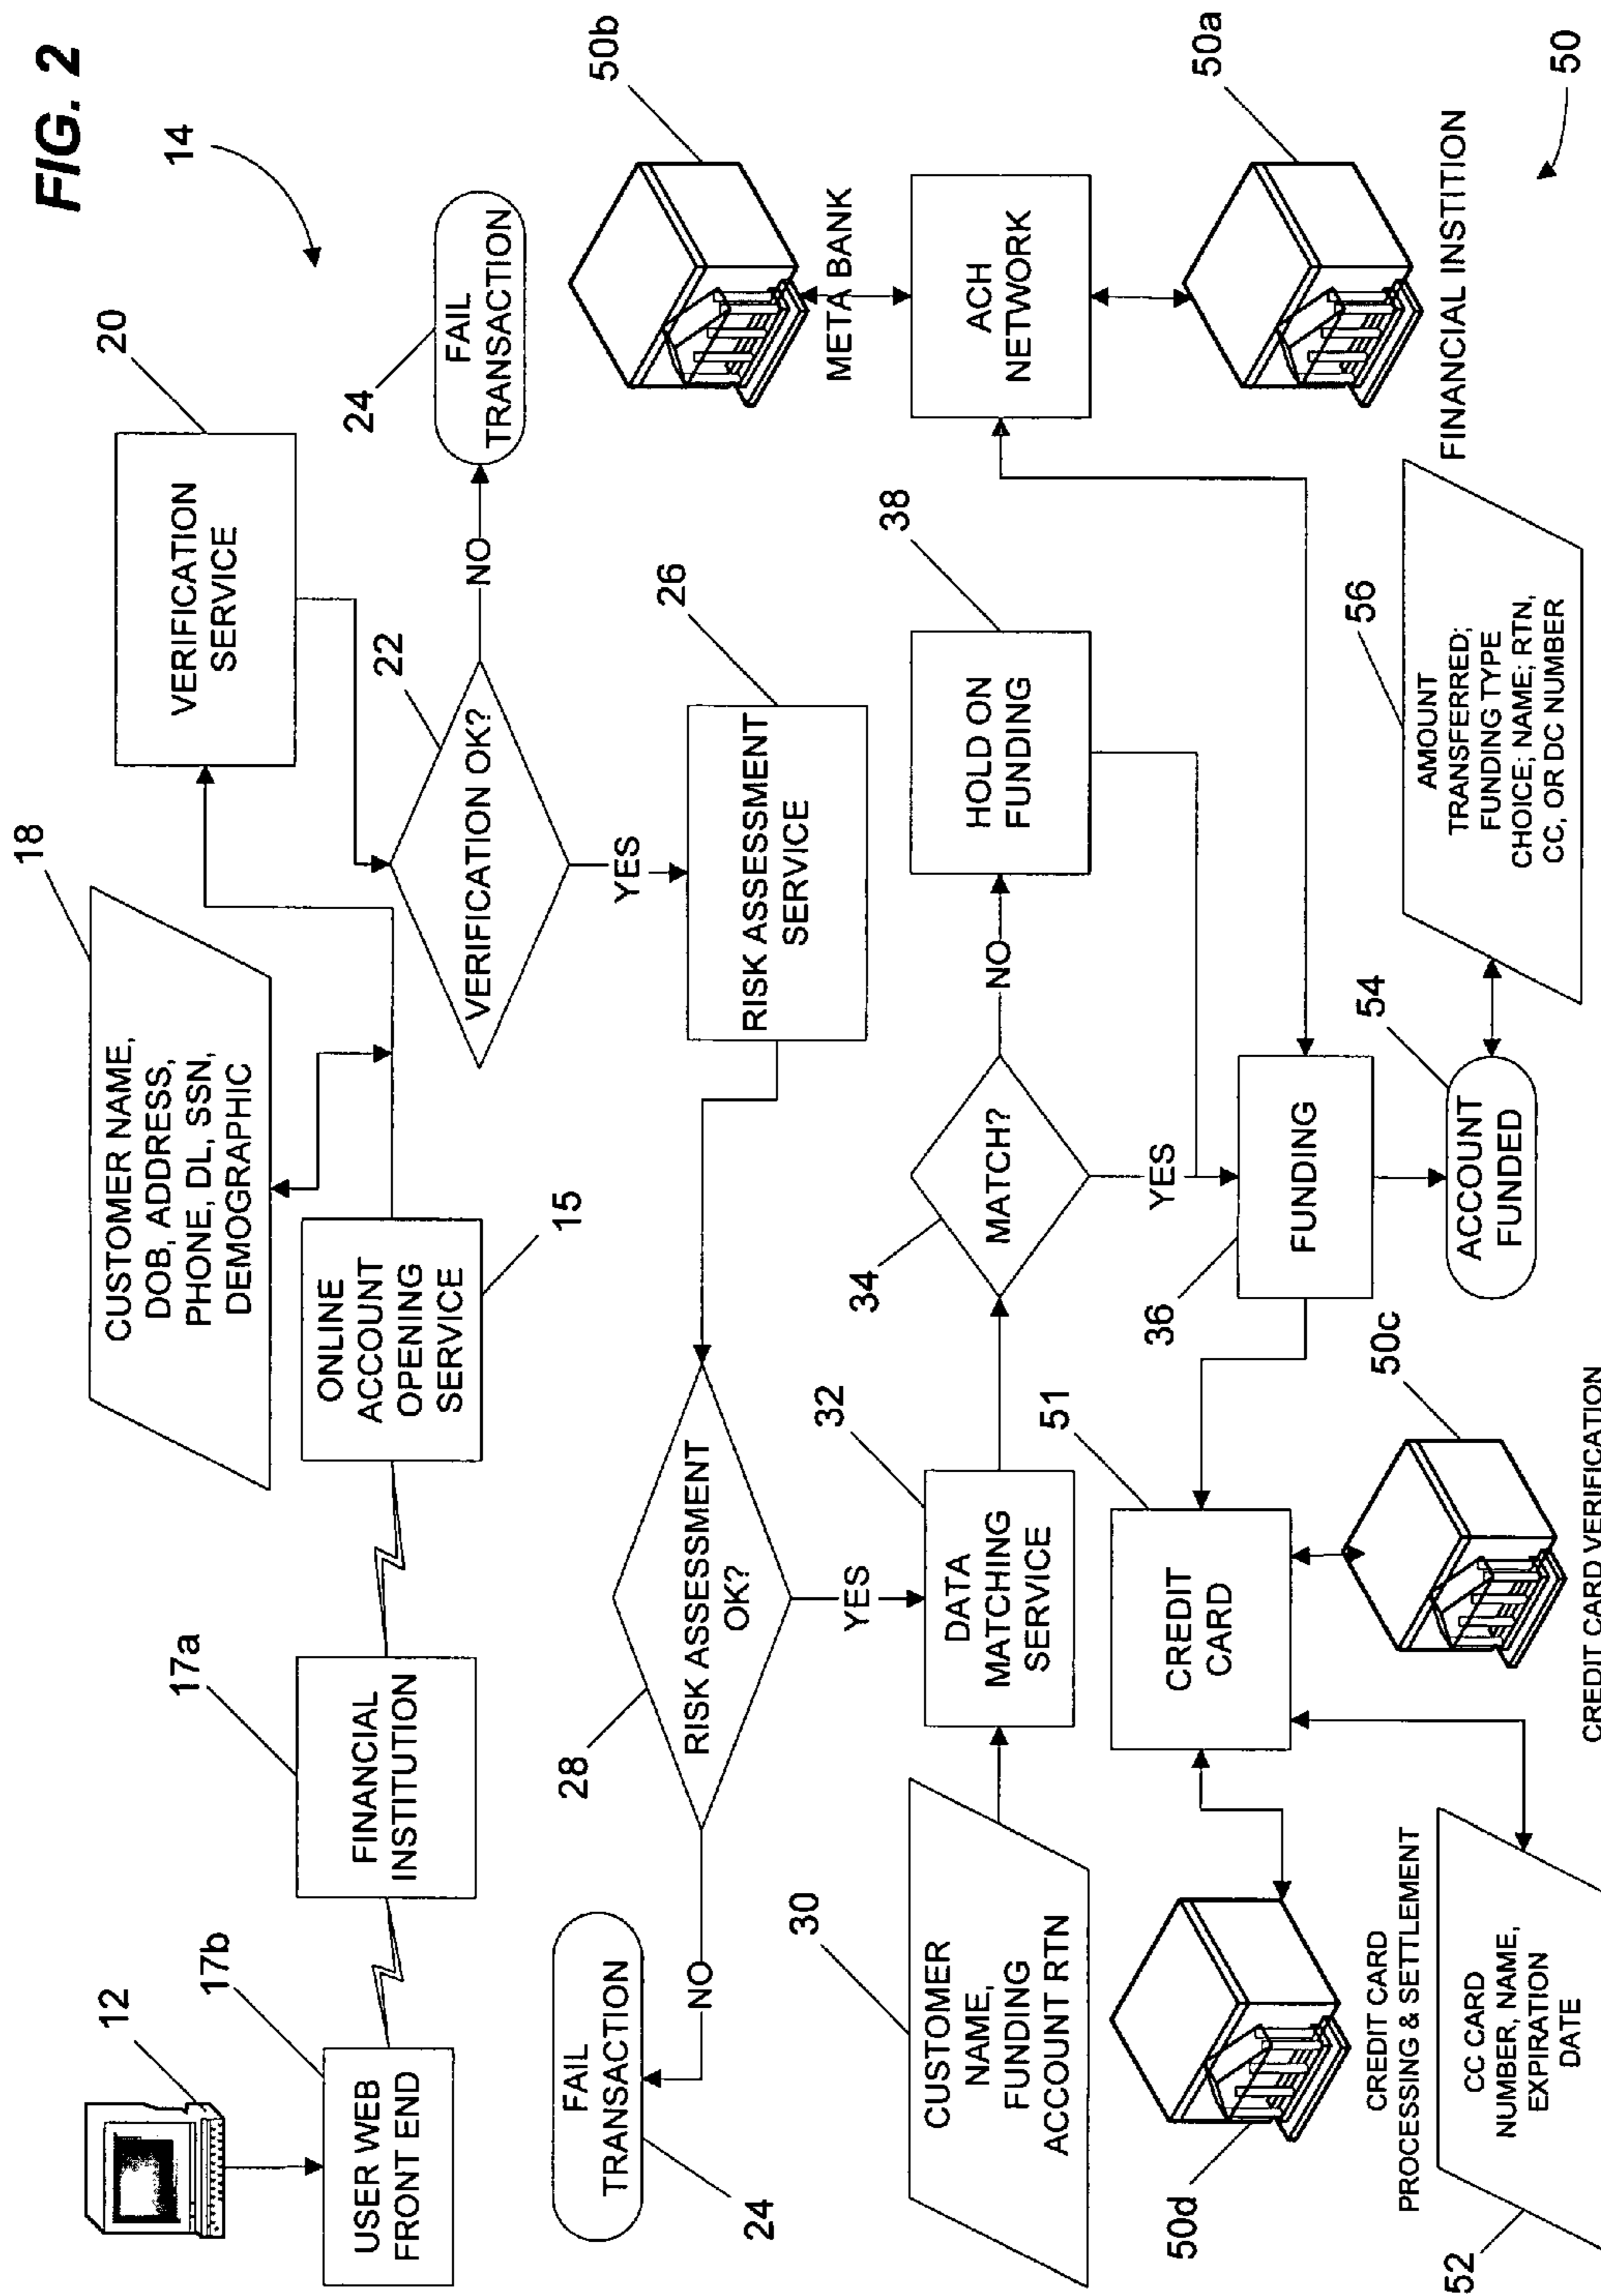 FIG. 2
14
12
17b
USER WEB
FRONT END
17a
FINANCIAL
INSTITUTION
ONLINE
ACCOUNT
OPENING
SERVICE
15
18
CUSTOMER NAME,
DOB, ADDRESS,
PHONE, DL, SSN,
DEMOGRAPHIC
20
VERIFICATION
SERVICE
22
VERIFICATION OK?
NO
24
FAIL
TRANSACTION
YES
26
RISK ASSESSMENT
SERVICE
28
RISK ASSESSMENT
OK?
NO
FAIL
TRANSACTION
24
YES
30
CUSTOMER
NAME,
FUNDING
ACCOUNT RTN
32
DATA
MATCHING
SERVICE
34
MATCH?
NO
38
HOLD ON
FUNDING
YES
36
FUNDING
50b
META BANK
ACH
NETWORK
50a
FINANCIAL INSTITION
50
51
CREDIT
CARD
50c
CREDIT CARD VERIFICATION
50d
CREDIT CARD
PROCESSING & SETTLEMENT
52
CC CARD
NUMBER, NAME,
EXPIRATION
DATE
54
ACCOUNT
FUNDED
56
AMOUNT
TRANSFERRED;
FUNDING TYPE
CHOICE; NAME; RTN,
CC, OR DC NUMBER